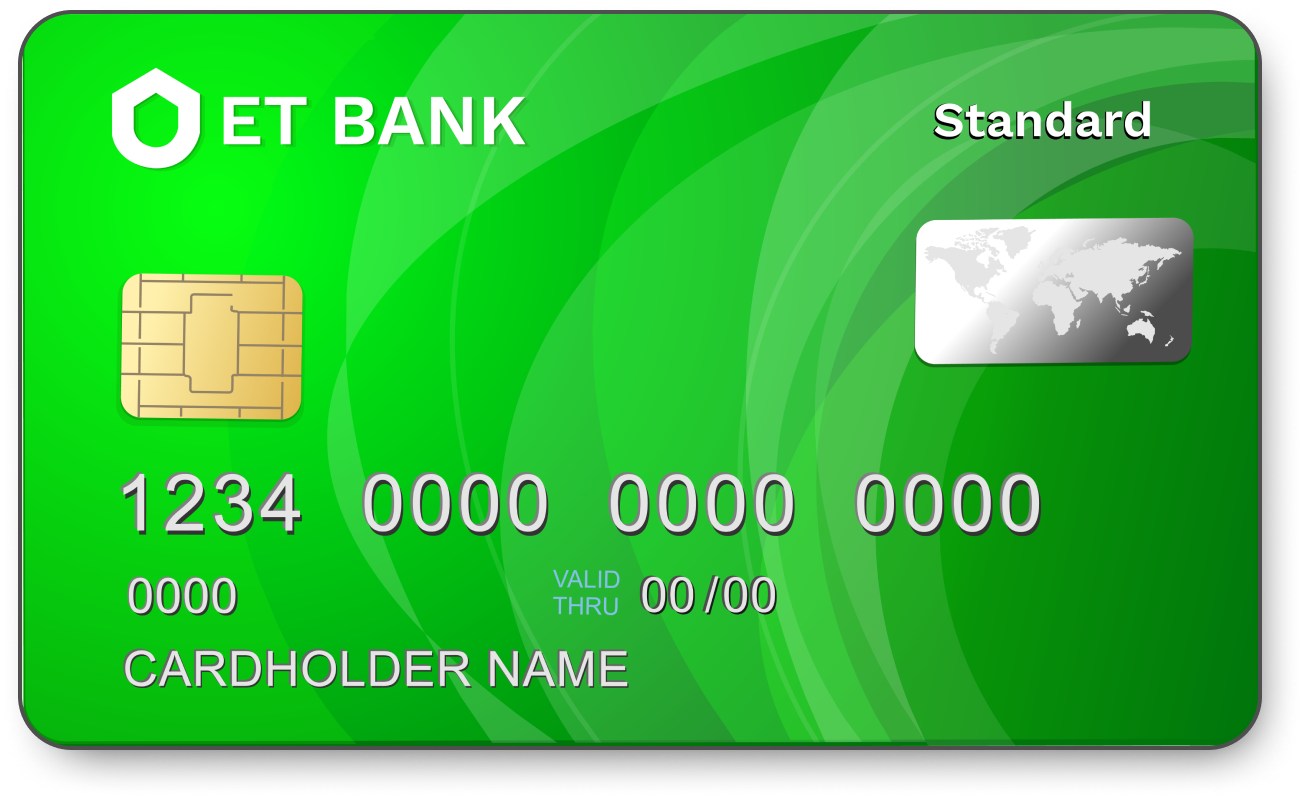 ET BANK
Standard
1234 0000 0000 0000
0000
VALID THRU 00/00
CARDHOLDER NAME